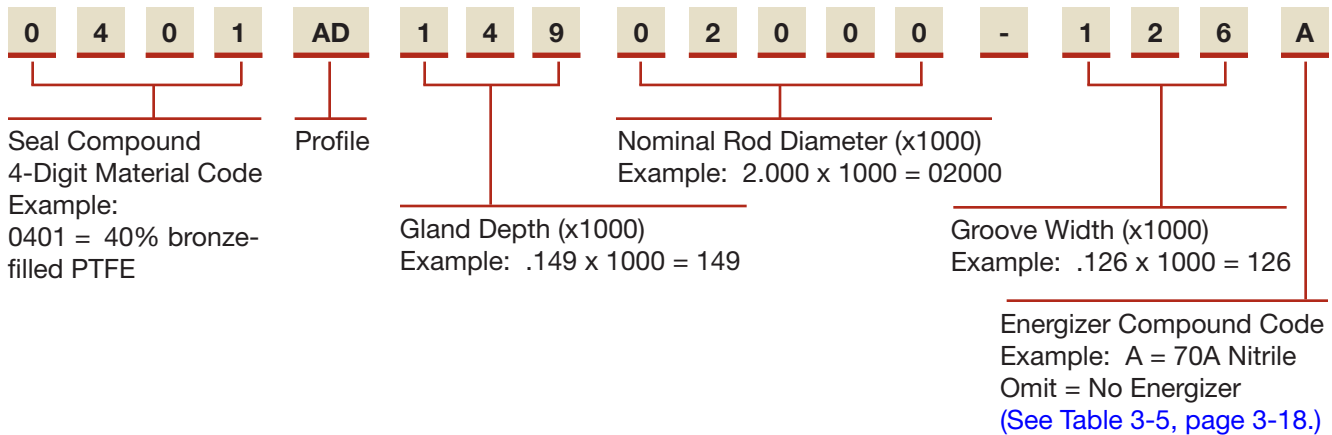 0 4 0 1 AD 1 4 9 0 2 0 0 0 - 1 2 6 A
Seal Compound
4-Digit Material Code
Example:
0401 = 40% bronze-
filled PTFE
Profile
Gland Depth (x1000)
Example: .149 x 1000 = 149
Nominal Rod Diameter (x1000)
Example: 2.000 x 1000 = 02000
Groove Width (x1000)
Example: .126 x 1000 = 126
Energizer Compound Code
Example: A = 70A Nitrile
Omit = No Energizer
(See Table 3-5, page 3-18.)